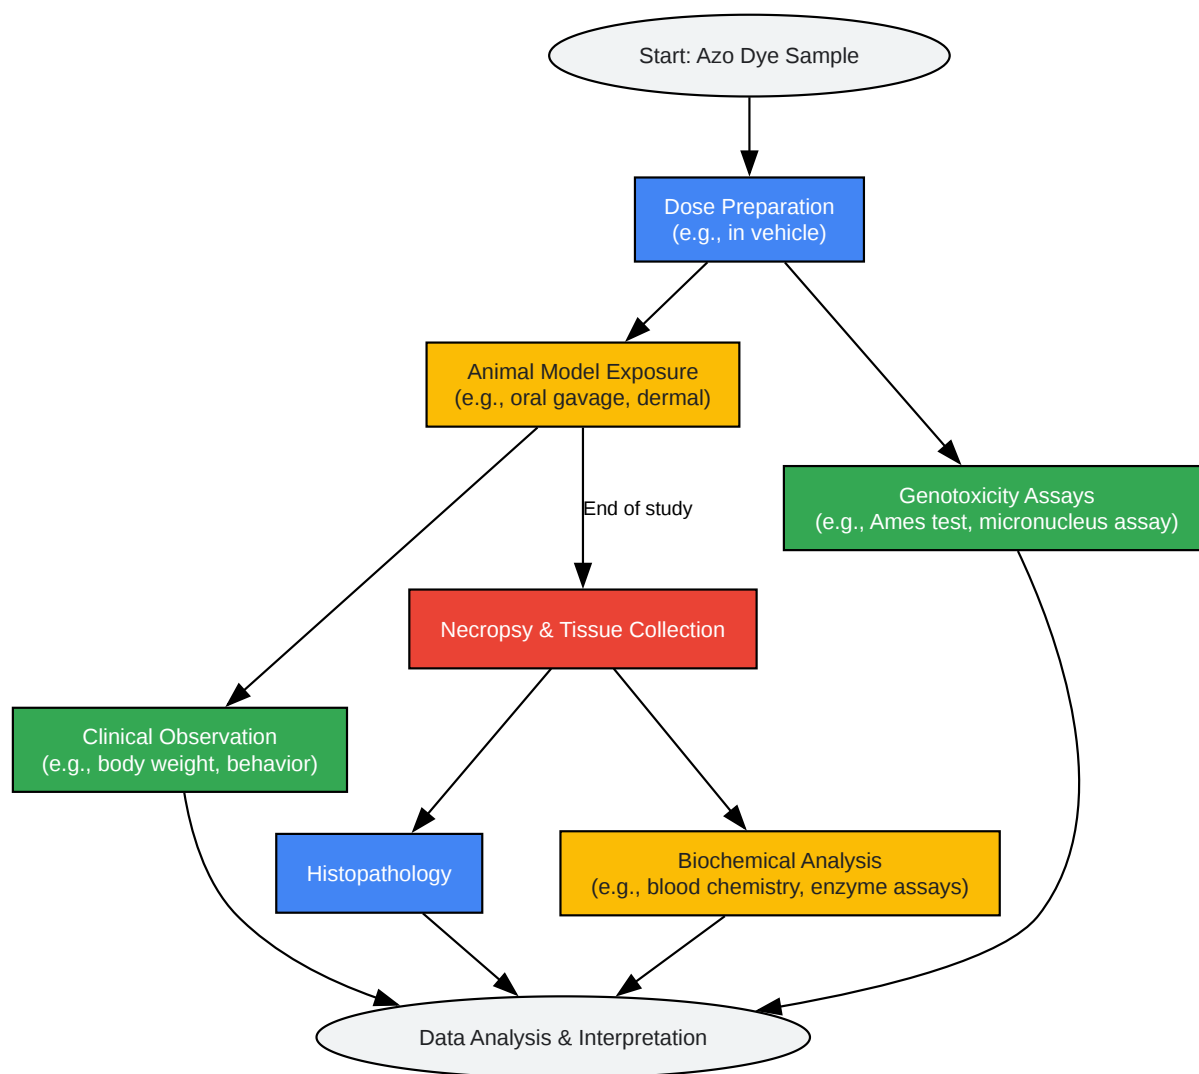 Start: Azo Dye Sample
Dose Preparation
(e.g., in vehicle)
Animal Model Exposure
(e.g., oral gavage, dermal)
Genotoxicity Assays
(e.g., Ames test, micronucleus assay)
End of study
Necropsy & Tissue Collection
Clinical Observation
(e.g., body weight, behavior)
Histopathology
Biochemical Analysis
(e.g., blood chemistry, enzyme assays)
Data Analysis & Interpretation